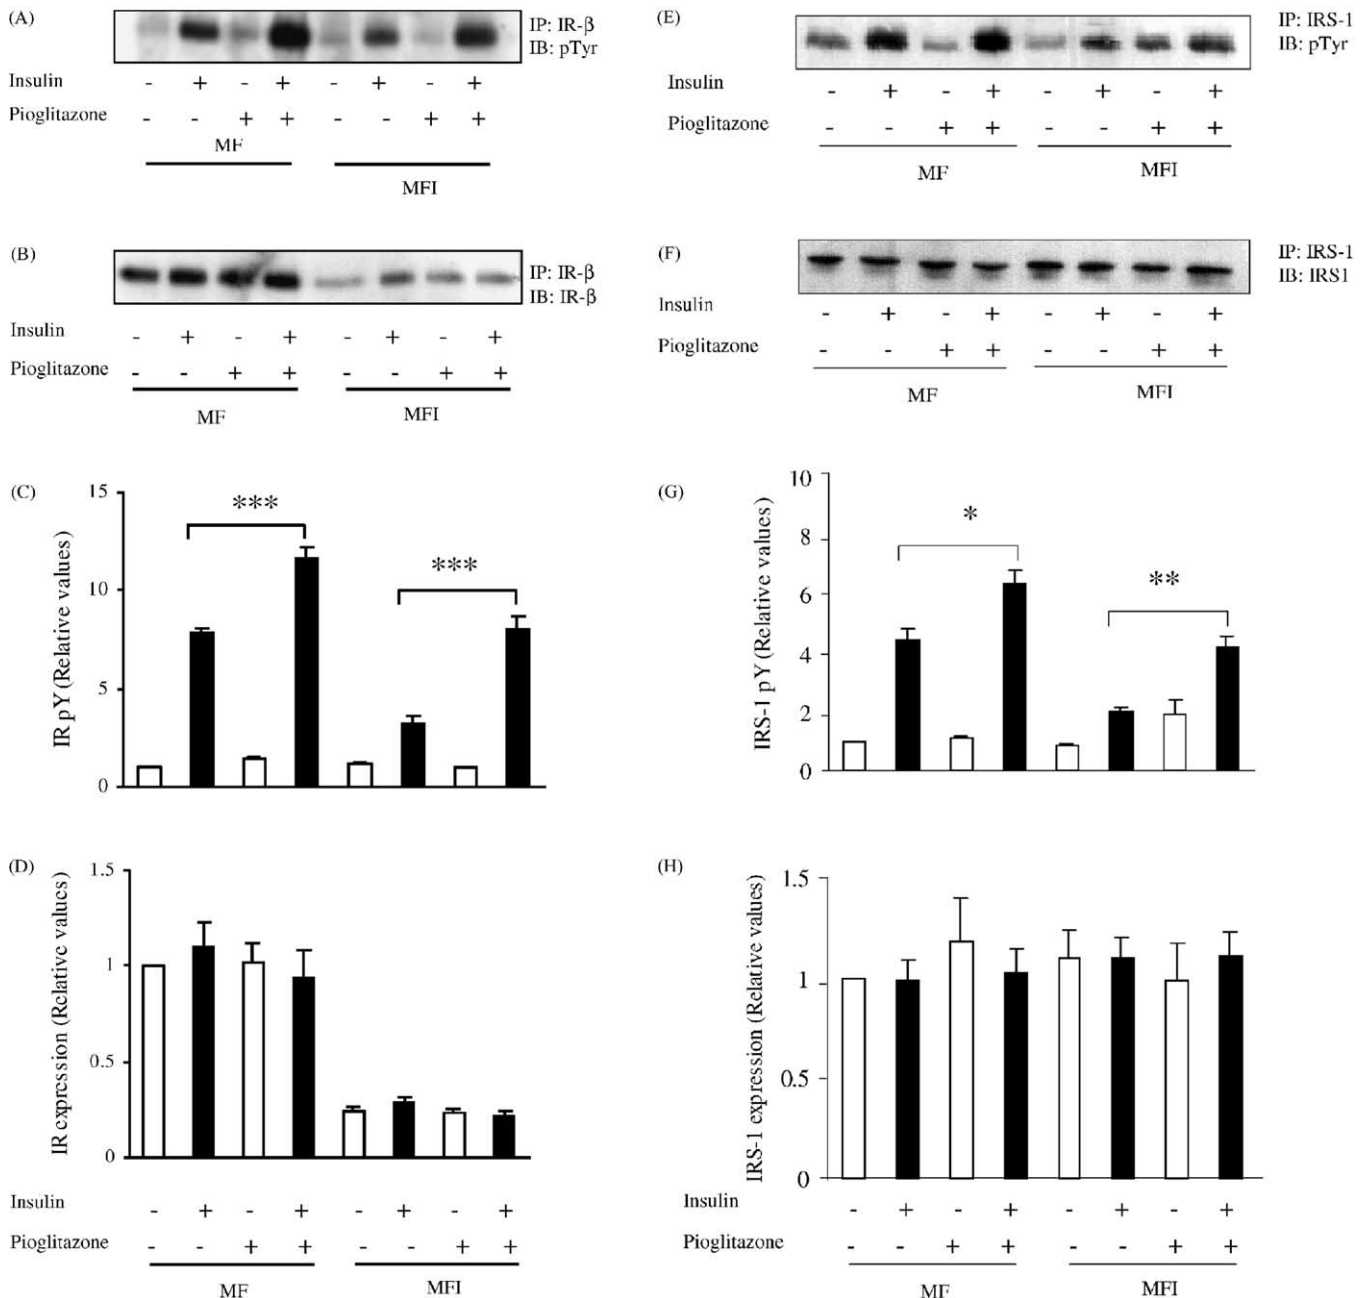 (A)
IP: IR-β
IB: pTyr
Insulin - + - + - + - +
Pioglitazone - - + + - - + +
MF
MFI
(B)
IP: IR-β
IB: IR-β
Insulin - + - + - + - +
Pioglitazone - - + + - - + +
MF MFI
(C)
IR pY (Relative values)
15
10
5
0
***
***
(D)
IR expression (Relative values)
1.5
1
0.5
0
Insulin - + - + - + - +
Pioglitazone - - + + - - + +
MF MFI
(E)
IP: IRS-1
IB: pTyr
Insulin - + - + - + - +
Pioglitazone - - + + - - + +
MF MFI
(F)
IP: IRS-1
IB: IRS1
Insulin - + - + - + - +
Pioglitazone - - + + - - + +
MF MFI
(G)
IRS-1 pY (Relative values)
10
8
6
4
2
0
*
**
(H)
IRS-1 expression (Relative values)
1.5
1
0.5
0
Insulin - + - + - + - +
Pioglitazone - - + + - - + +
MF MFI